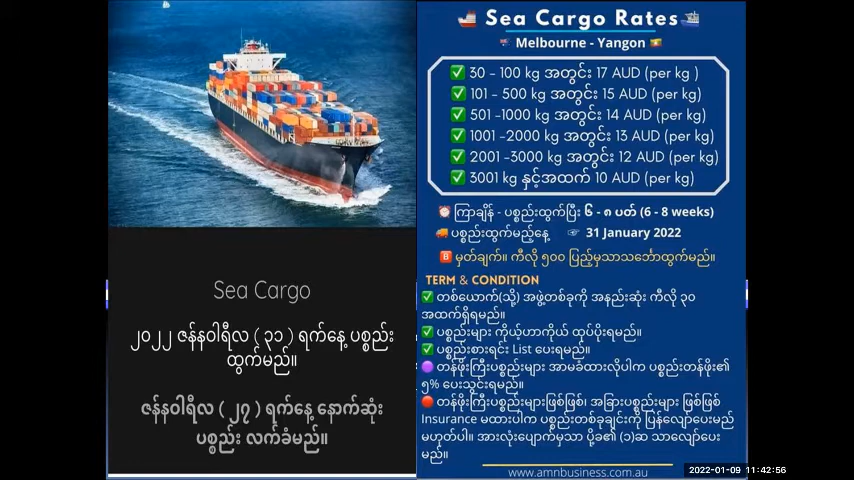 Sea Cargo
၂၀၂၂ ဇန်နဝါရီလ ( ၃၁ ) ရက်နေ့ ပစ္စည်း
ထွက်မည်။
ဇန်နဝါရီလ ( ၂၇ ) ရက်နေ့ နောက်ဆုံး
ပစ္စည်း လက်ခံမည်။
Sea Cargo Rates
Melbourne - Yangon
30 - 100 kg အတွင်း 17 AUD (per kg )
101 - 500 kg အတွင်း 15 AUD (per kg)
501 -1000 kg အတွင်း 14 AUD (per kg)
1001 -2000 kg အတွင်း 13 AUD (per kg)
2001 -3000 kg အတွင်း 12 AUD (per kg)
3001 kg နှင့်အထက် 10 AUD (per kg)
ကြာချိန် - ပစ္စည်းထွက်ပြီး ၆ - ၈ ပတ် (6 - 8 weeks)
ပစ္စည်းထွက်မည့်နေ့ ☞ 31 January 2022
B မှတ်ချက်။ ကီလို ၅၀၀ ပြည့်မှသာသင်္ဘောထွက်မည်။
TERM & CONDITION
တစ်ယောက်(သို့) အဖွဲ့တစ်ခုကို အနည်းဆုံး ကီလို ၃၀
အထက်ရှိရမည်။
ပစ္စည်းများ ကိုယ့်ဟာကိုယ် ထုပ်ပိုးရမည်။
ပစ္စည်းစာရင်း List ပေးရမည်။
တန်ဖိုးကြီးပစ္စည်းများ အာမခံထားလိုပါက ပစ္စည်းတန်ဖိုး၏
၅% ပေးသွင်းရမည်။
တန်ဖိုးကြီးပစ္စည်းများဖြစ်ဖြစ်၊ အခြားပစ္စည်းများ ဖြစ်ဖြစ်
Insurance မထားပါက ပစ္စည်းတစ်ခုချင်းကို ပြန်လျော်ပေးမည်
မဟုတ်ပါ။ အားလုံးပျောက်မှသာ ပို့ခ၏ (၁)ဆ သာလျော်ပေး
မည်။
www.amnbusiness.com.au
2022-01-09 11:42:56